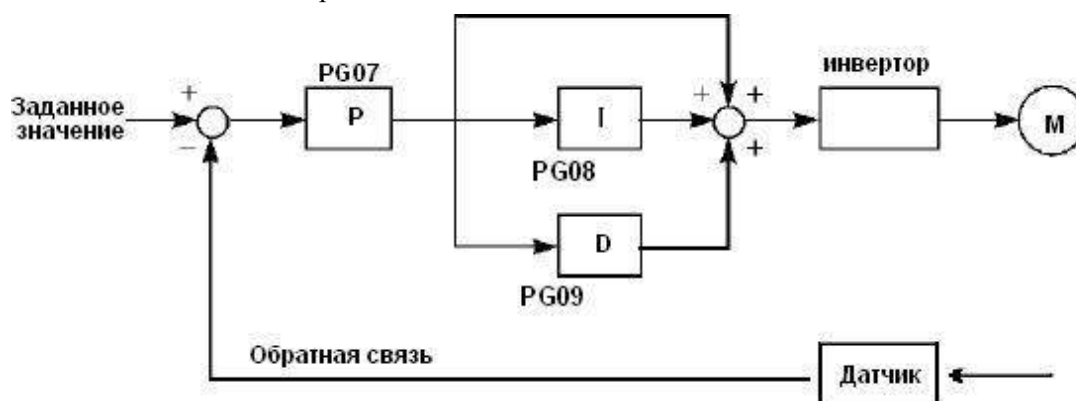 PG07
инвертор
+
+
+
Заданное
значение
P
I
M
−
+
PG08
D
PG09
Обратная связь
Датчик